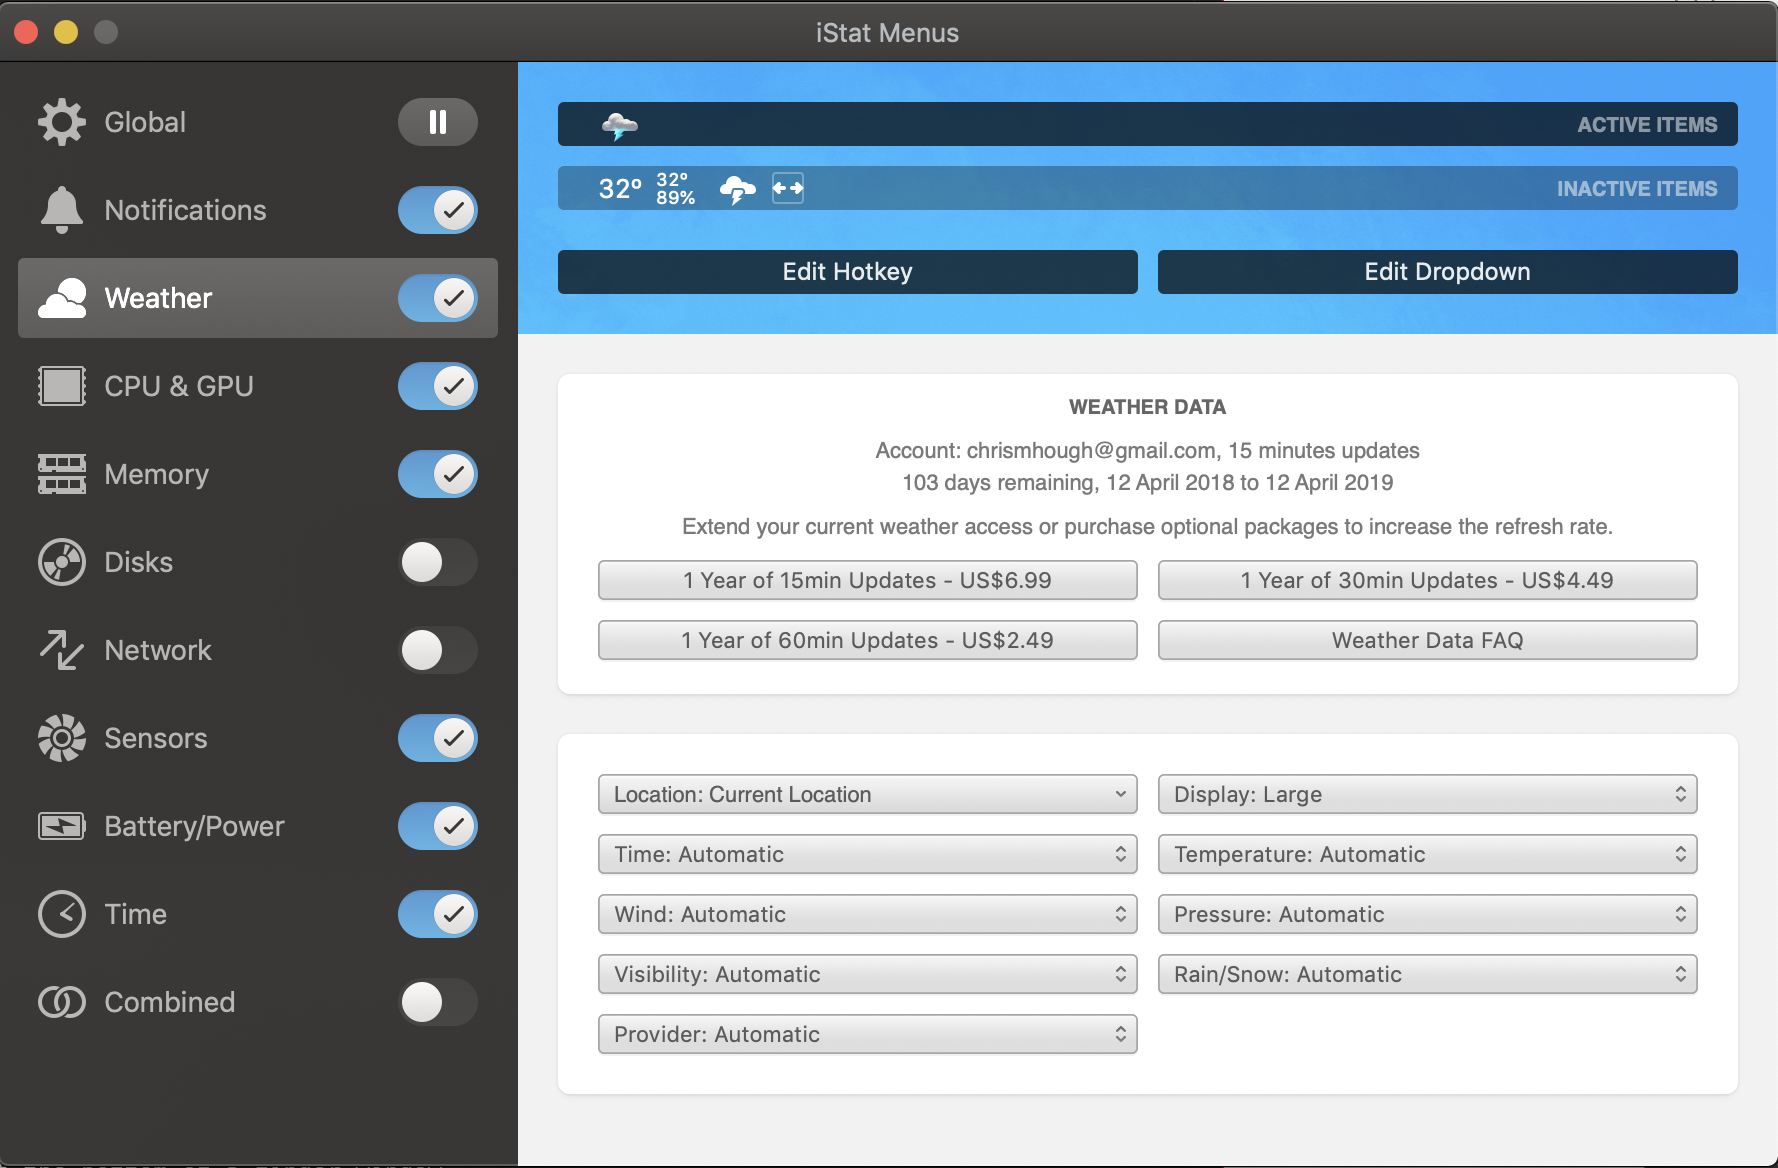 iStat Menus
Global
Notifications
Weather
CPU & GPU
Memory
Disks
Network
Sensors
Battery/Power
Time
Combined
ACTIVE ITEMS
32° 32° 89% INACTIVE ITEMS
Edit Hotkey Edit Dropdown
WEATHER DATA
Account: chrismhough@gmail.com, 15 minutes updates
103 days remaining, 12 April 2018 to 12 April 2019
Extend your current weather access or purchase optional packages to increase the refresh rate.
1 Year of 15min Updates - US$6.99 1 Year of 30min Updates - US$4.49
1 Year of 60min Updates - US$2.49 Weather Data FAQ
Location: Current Location Display: Large
Time: Automatic Temperature: Automatic
Wind: Automatic Pressure: Automatic
Visibility: Automatic Rain/Snow: Automatic
Provider: Automatic